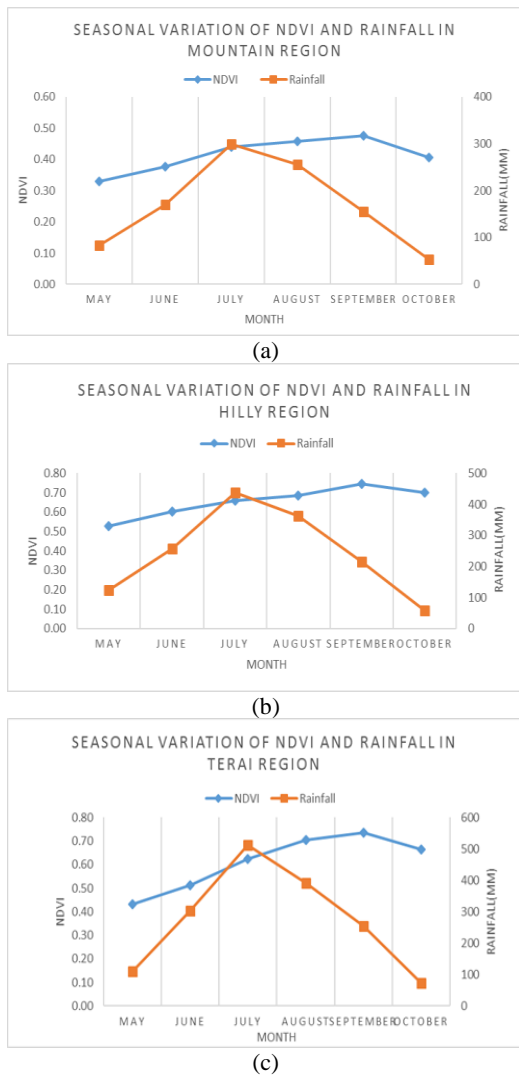 SEASONAL VARIATION OF NDVI AND RAINFALL IN
MOUNTAIN REGION
NDVI Rainfall
0.60
0.50
0.40
0.30
0.20
0.10
0.00
NDVI
400
300
200
100
0
RAINFALL(MM)
MAY JUNE JULY AUGUST SEPTEMBER OCTOBER
MONTH
(a)
SEASONAL VARIATION OF NDVI AND RAINFALL IN
HILLY REGION
NDVI Rainfall
0.80
0.70
0.60
0.50
0.40
0.30
0.20
0.10
0.00
NDVI
500
400
300
200
100
0
RAINFALL(MM)
MAY JUNE JULY AUGUST SEPTEMBER OCTOBER
MONTH
(b)
SEASONAL VARIATION OF NDVI AND RAINFALL IN
TERAI REGION
NDVI Rainfall
0.80
0.70
0.60
0.50
0.40
0.30
0.20
0.10
0.00
NDVI
600
500
400
300
200
100
0
RAINFALL(MM)
MAY JUNE JULY AUGUST SEPTEMBER OCTOBER
MONTH
(c)